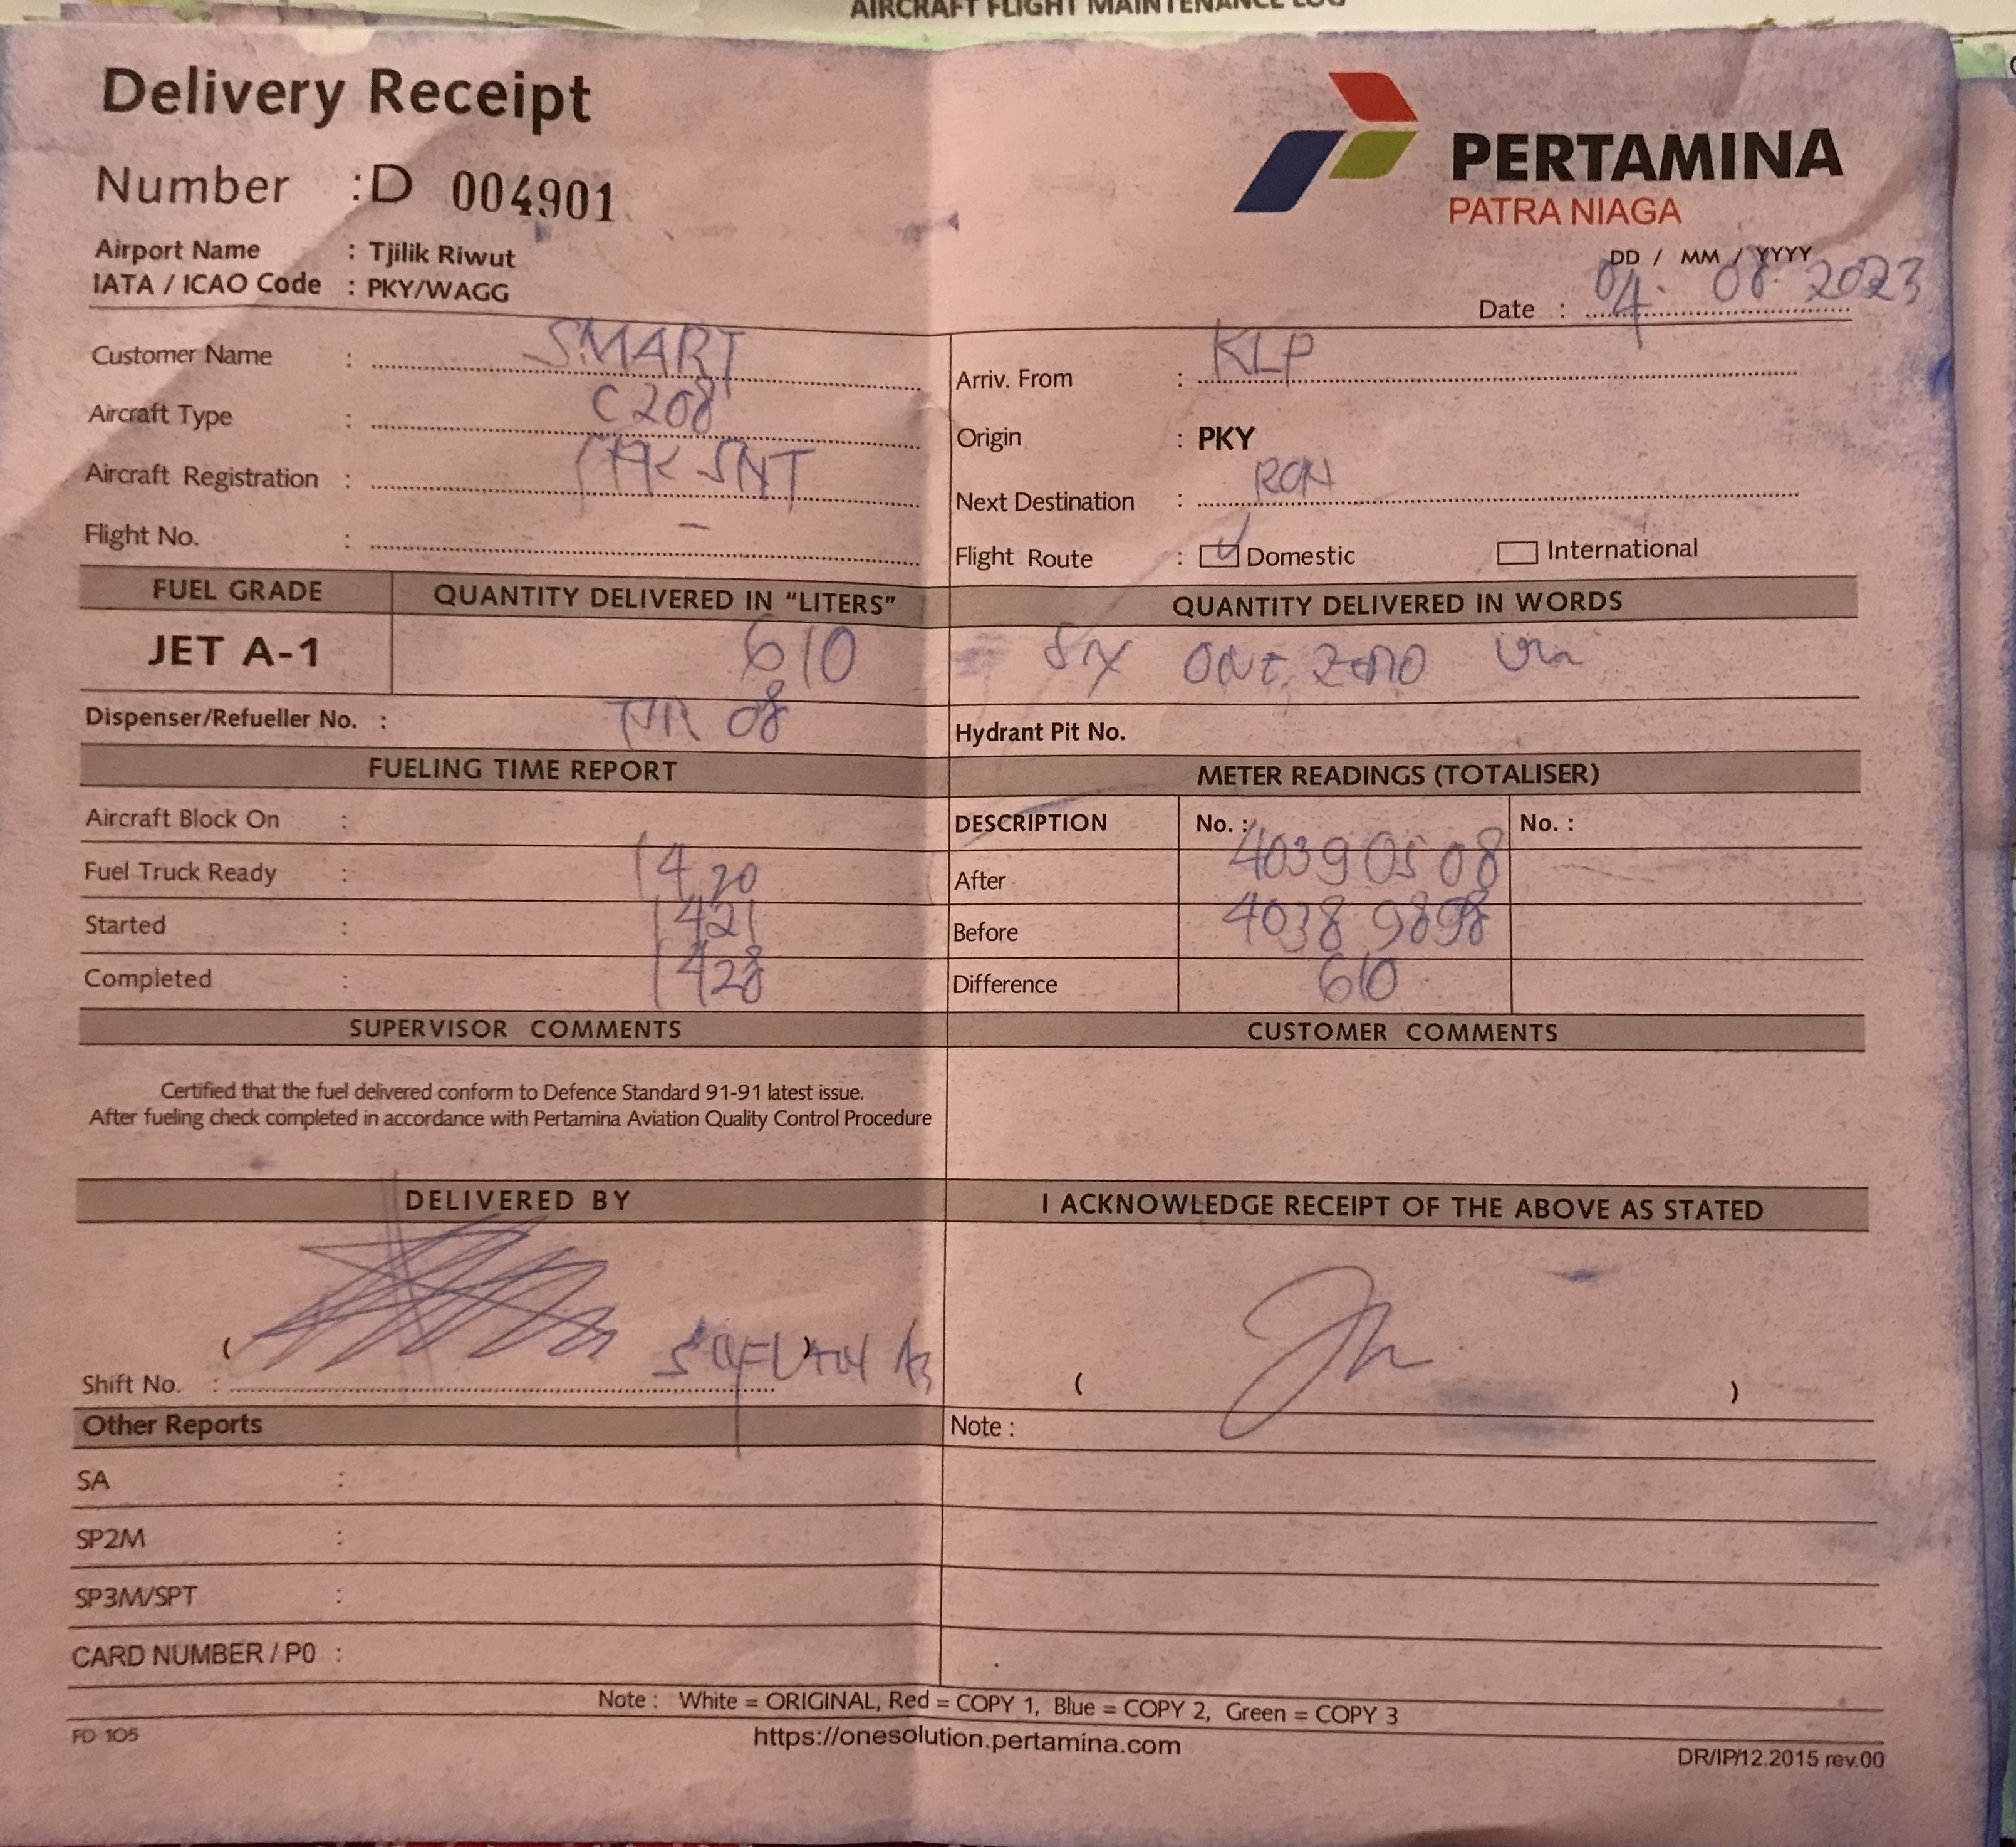 AIRCRAFT FLIGHT MAINTENANCE LOG
Delivery Receipt
Number : D 004901
PERTAMINA
PATRA NIAGA
Airport Name : Tjilik Riwut
IATA / ICAO Code : PKY/WAGG
DD / MM / YYYY
Date : 04. 08. 2023
Customer Name : SMART
Arriv. From : KLP
Aircraft Type : C 208
Origin : PKY
Aircraft Registration : SNT
Next Destination : RON
Flight No. : -
Flight Route : Domestic International
FUEL GRADE QUANTITY DELIVERED IN "LITERS" QUANTITY DELIVERED IN WORDS
JET A-1 610 ONE
Dispenser/Refueller No. : 08 Hydrant Pit No.
FUELING TIME REPORT METER READINGS (TOTALISER)
Aircraft Block On : DESCRIPTION No. : No. :
Fuel Truck Ready : 14 20 After 40390508
Started : 1421 Before 40389898
Completed : 1428 Difference 610
SUPERVISOR COMMENTS CUSTOMER COMMENTS
Certified that the fuel delivered conform to Defence Standard 91-91 latest issue.
After fueling check completed in accordance with Pertamina Aviation Quality Control Procedure
DELIVERED BY I ACKNOWLEDGE RECEIPT OF THE ABOVE AS STATED
( )
Shift No. : ( )
Other Reports Note :
SA :
SP2M :
SP3M/SPT :
CARD NUMBER / P0 :
Note : White = ORIGINAL, Red = COPY 1, Blue = COPY 2, Green = COPY 3
FD 105
https://onesolution.pertamina.com
DR/IP/12.2015 rev.00